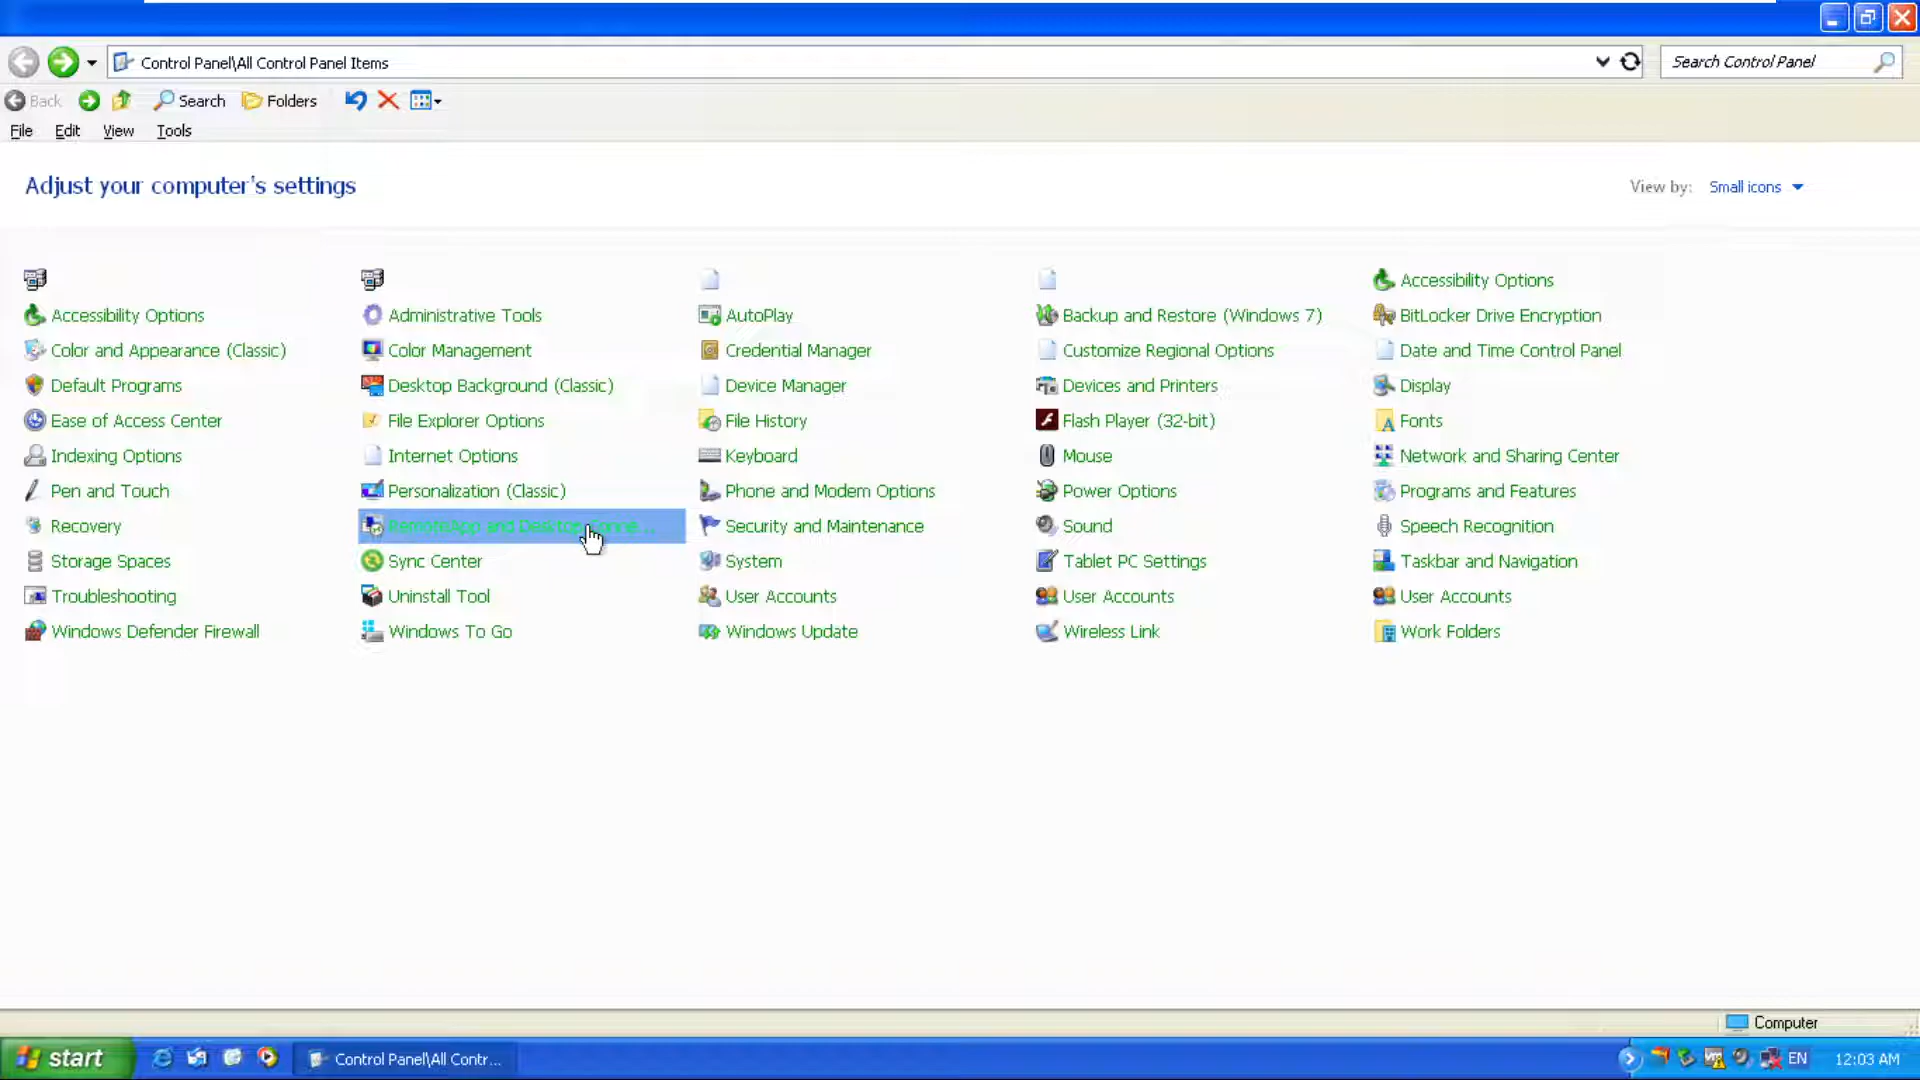 Control Panel\All Control Panel Items
Search Control Panel
Back Search Folders
File Edit View Tools
Adjust your computer's settings
View by: Small icons
Accessibility Options
Accessibility Options Administrative Tools AutoPlay Backup and Restore (Windows 7) BitLocker Drive Encryption
Color and Appearance (Classic) Color Management Credential Manager Customize Regional Options Date and Time Control Panel
Default Programs Desktop Background (Classic) Device Manager Devices and Printers Display
Ease of Access Center File Explorer Options File History Flash Player (32-bit) Fonts
Indexing Options Internet Options Keyboard Mouse Network and Sharing Center
Pen and Touch Personalization (Classic) Phone and Modem Options Power Options Programs and Features
Recovery RemoteApp and Desktop Conne... Security and Maintenance Sound Speech Recognition
Storage Spaces Sync Center System Tablet PC Settings Taskbar and Navigation
Troubleshooting Uninstall Tool User Accounts User Accounts User Accounts
Windows Defender Firewall Windows To Go Windows Update Wireless Link Work Folders
Computer
start Control Panel\All Contr... EN 12:03 AM